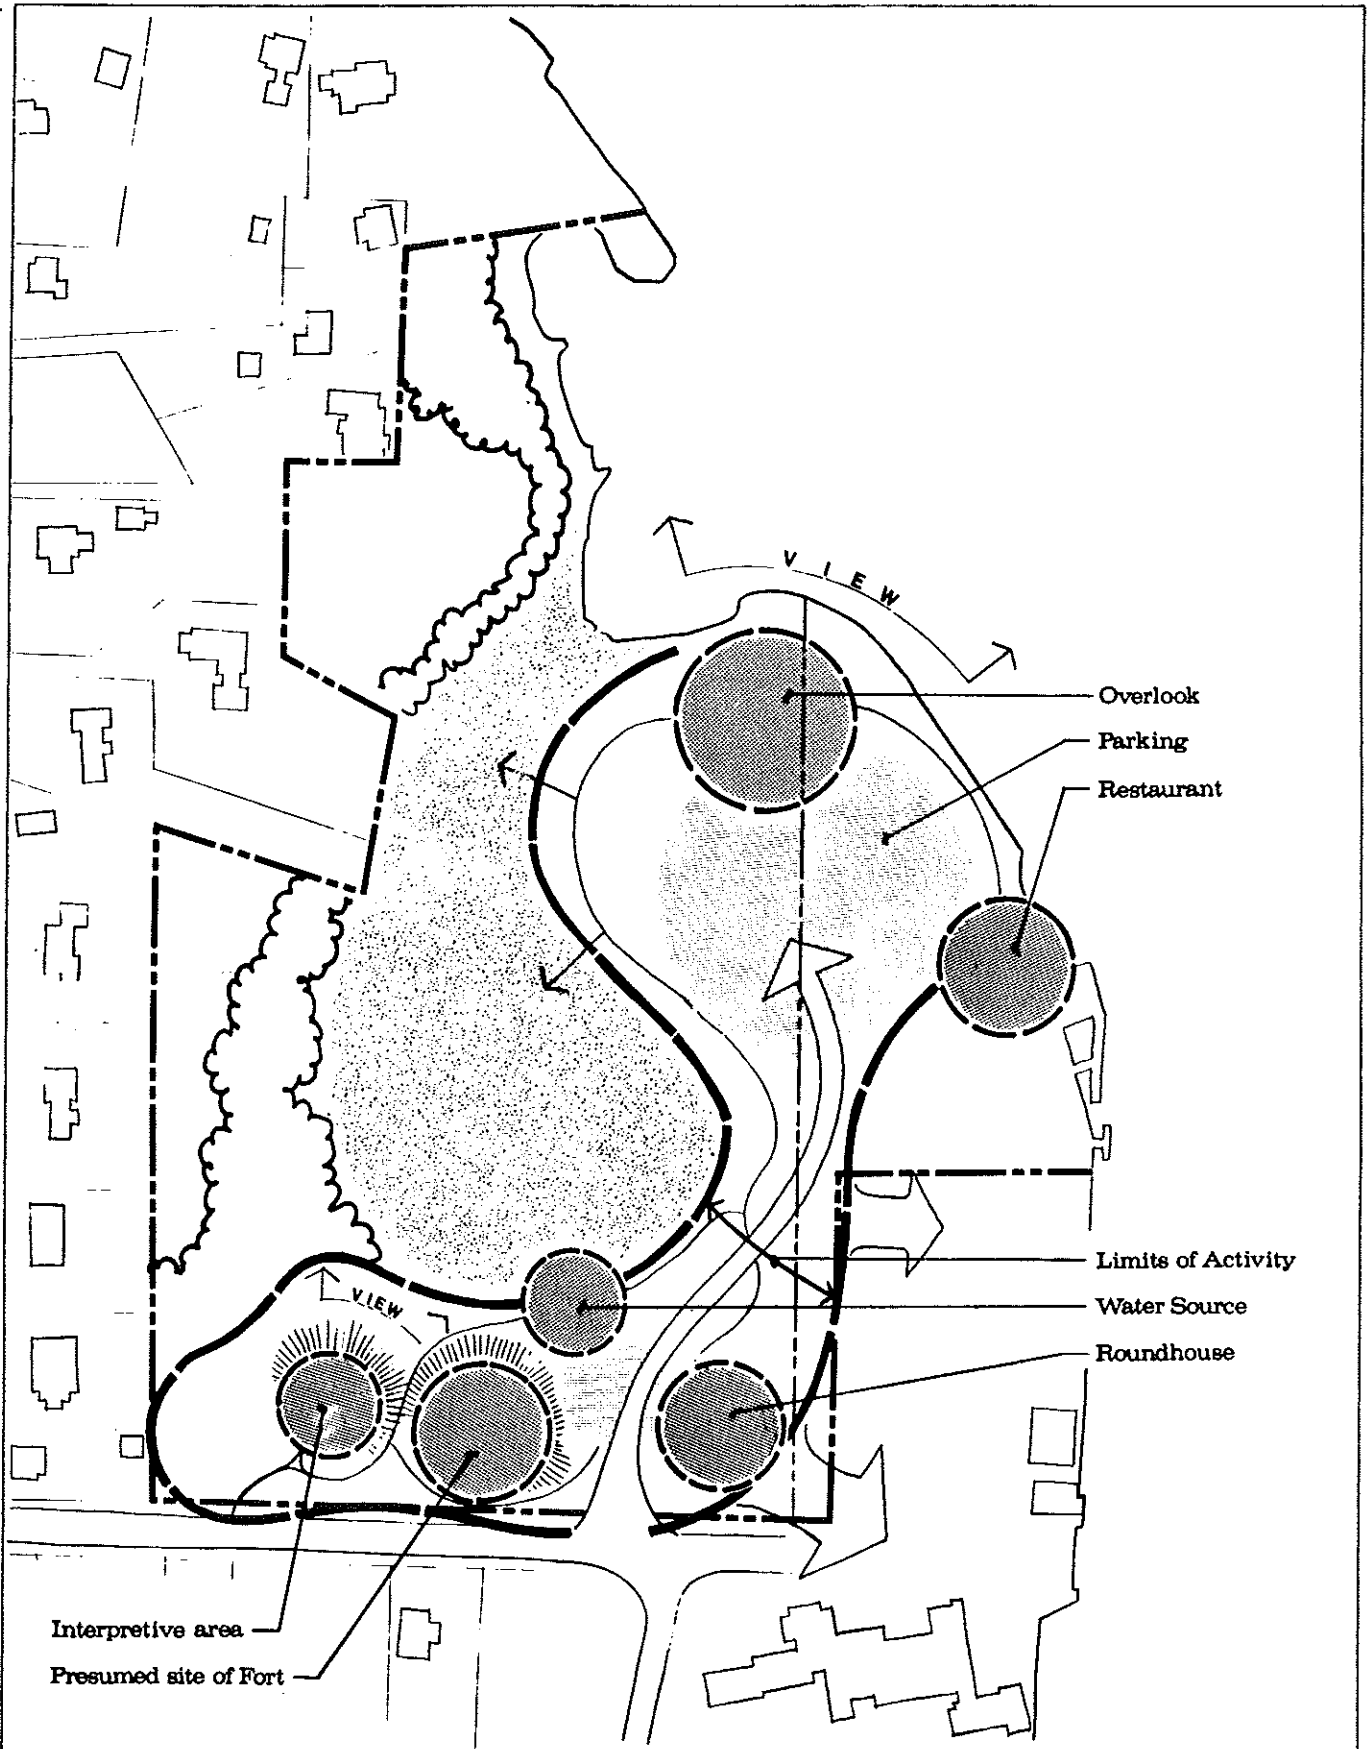 VIEW
Overlook
Parking
Restaurant
Limits of Activity
Water Source
VIEW
Roundhouse
Interpretive area
Presumed site of Fort